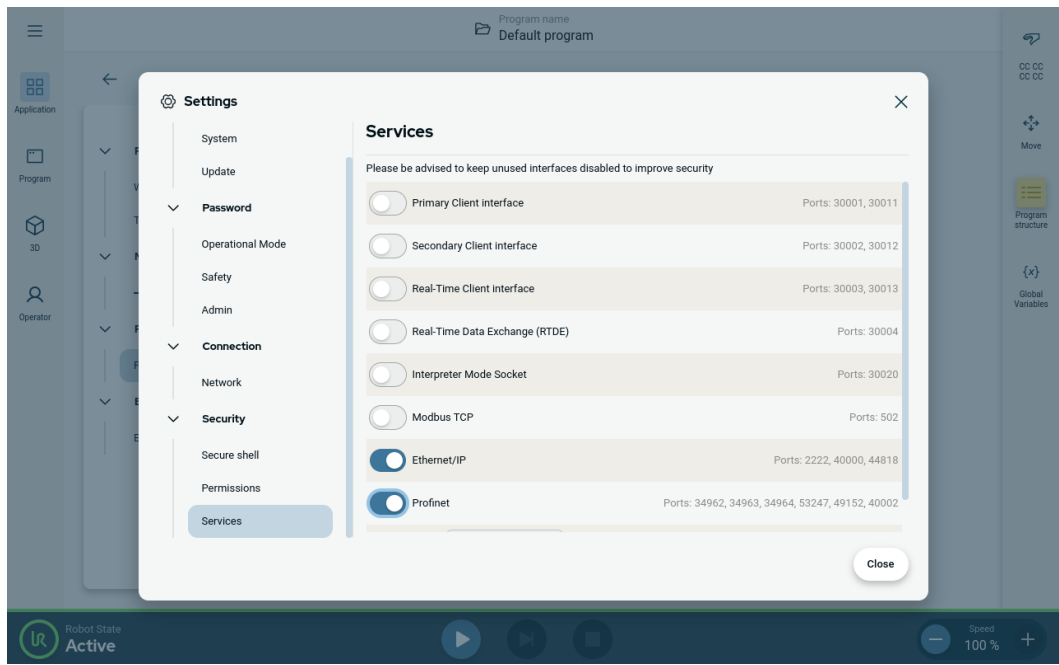 Program name
Default program
Application
Program
3D
Operator
CC CC
CC CC
Move
Program
structure
{x}
Global
Variables
Settings
System
Update
Password
Operational Mode
Safety
Admin
Connection
Network
Security
Secure shell
Permissions
Services
Services
Please be advised to keep unused interfaces disabled to improve security
Primary Client interface Ports: 30001, 30011
Secondary Client interface Ports: 30002, 30012
Real-Time Client interface Ports: 30003, 30013
Real-Time Data Exchange (RTDE) Ports: 30004
Interpreter Mode Socket Ports: 30020
Modbus TCP Ports: 502
Ethernet/IP Ports: 2222, 40000, 44818
Profinet Ports: 34962, 34963, 34964, 53247, 49152, 40002
Close
UR
Robot State
Active
Speed
100 %